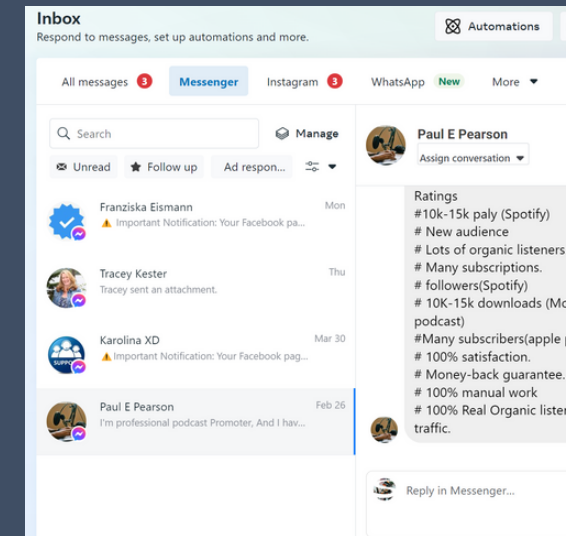 Inbox
Respond to messages, set up automations and more.
Automations
All messages 3 Messenger Instagram 3 WhatsApp New More
Search
Manage
Unread Follow up Ad respon...
Franziska Eismann Mon
Important Notification: Your Facebook pa...
Tracey Kester Thu
Tracey sent an attachment.
Karolina XD Mar 30
Important Notification: Your Facebook pag...
SUPPO
Paul E Pearson Feb 26
I'm professional podcast Promoter, And I hav...
Paul E Pearson
Assign conversation
Ratings
#10k-15k paly (Spotify)
# New audience
# Lots of organic listeners
# Many subscriptions.
# followers(Spotify)
# 10K-15k downloads (Mo
podcast)
#Many subscribers(apple
# 100% satisfaction.
# Money-back guarantee.
# 100% manual work
# 100% Real Organic liste
traffic.
Reply in Messenger...